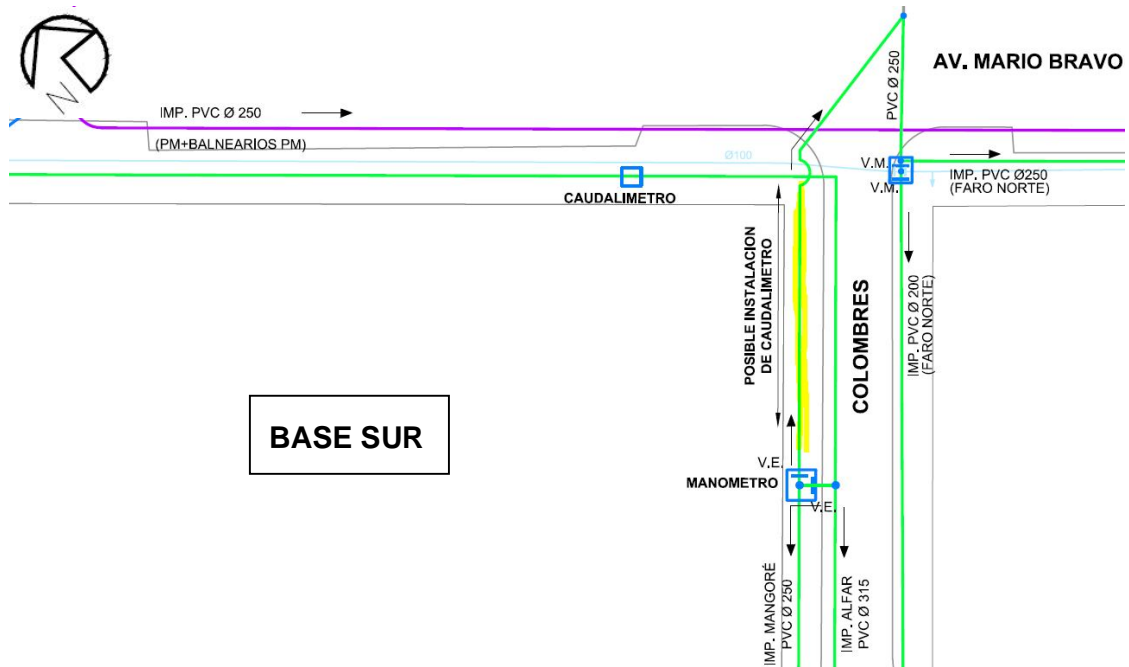 AV. MARIO BRAVO
PVC Ø 250
IMP. PVC Ø 250
(PM+BALNEARIOS PM)
N
Ø100
V.M.
V.M.
IMP. PVC Ø250
(FARO NORTE)
CAUDALIMETRO
POSIBLE INSTALACION
DE CAUDALIMETRO
COLOMBRES
IMP. PVC Ø 200
(FARO NORTE)
BASE SUR
V.E.
MANOMETRO
V.E.
IMP. MANGORÉ
PVC Ø 250
IMP. ALFAR
PVC Ø 315